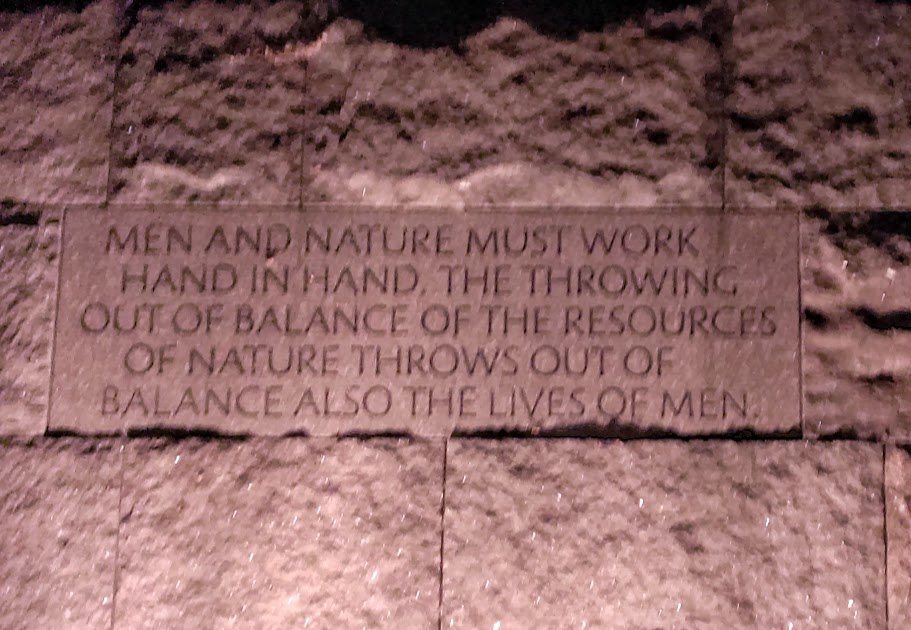 MEN AND NATURE MUST WORK
HAND IN HAND. THE THROWING
OUT OF BALANCE OF THE RESOURCES
OF NATURE THROWS OUT OF
BALANCE ALSO THE LIVES OF MEN.